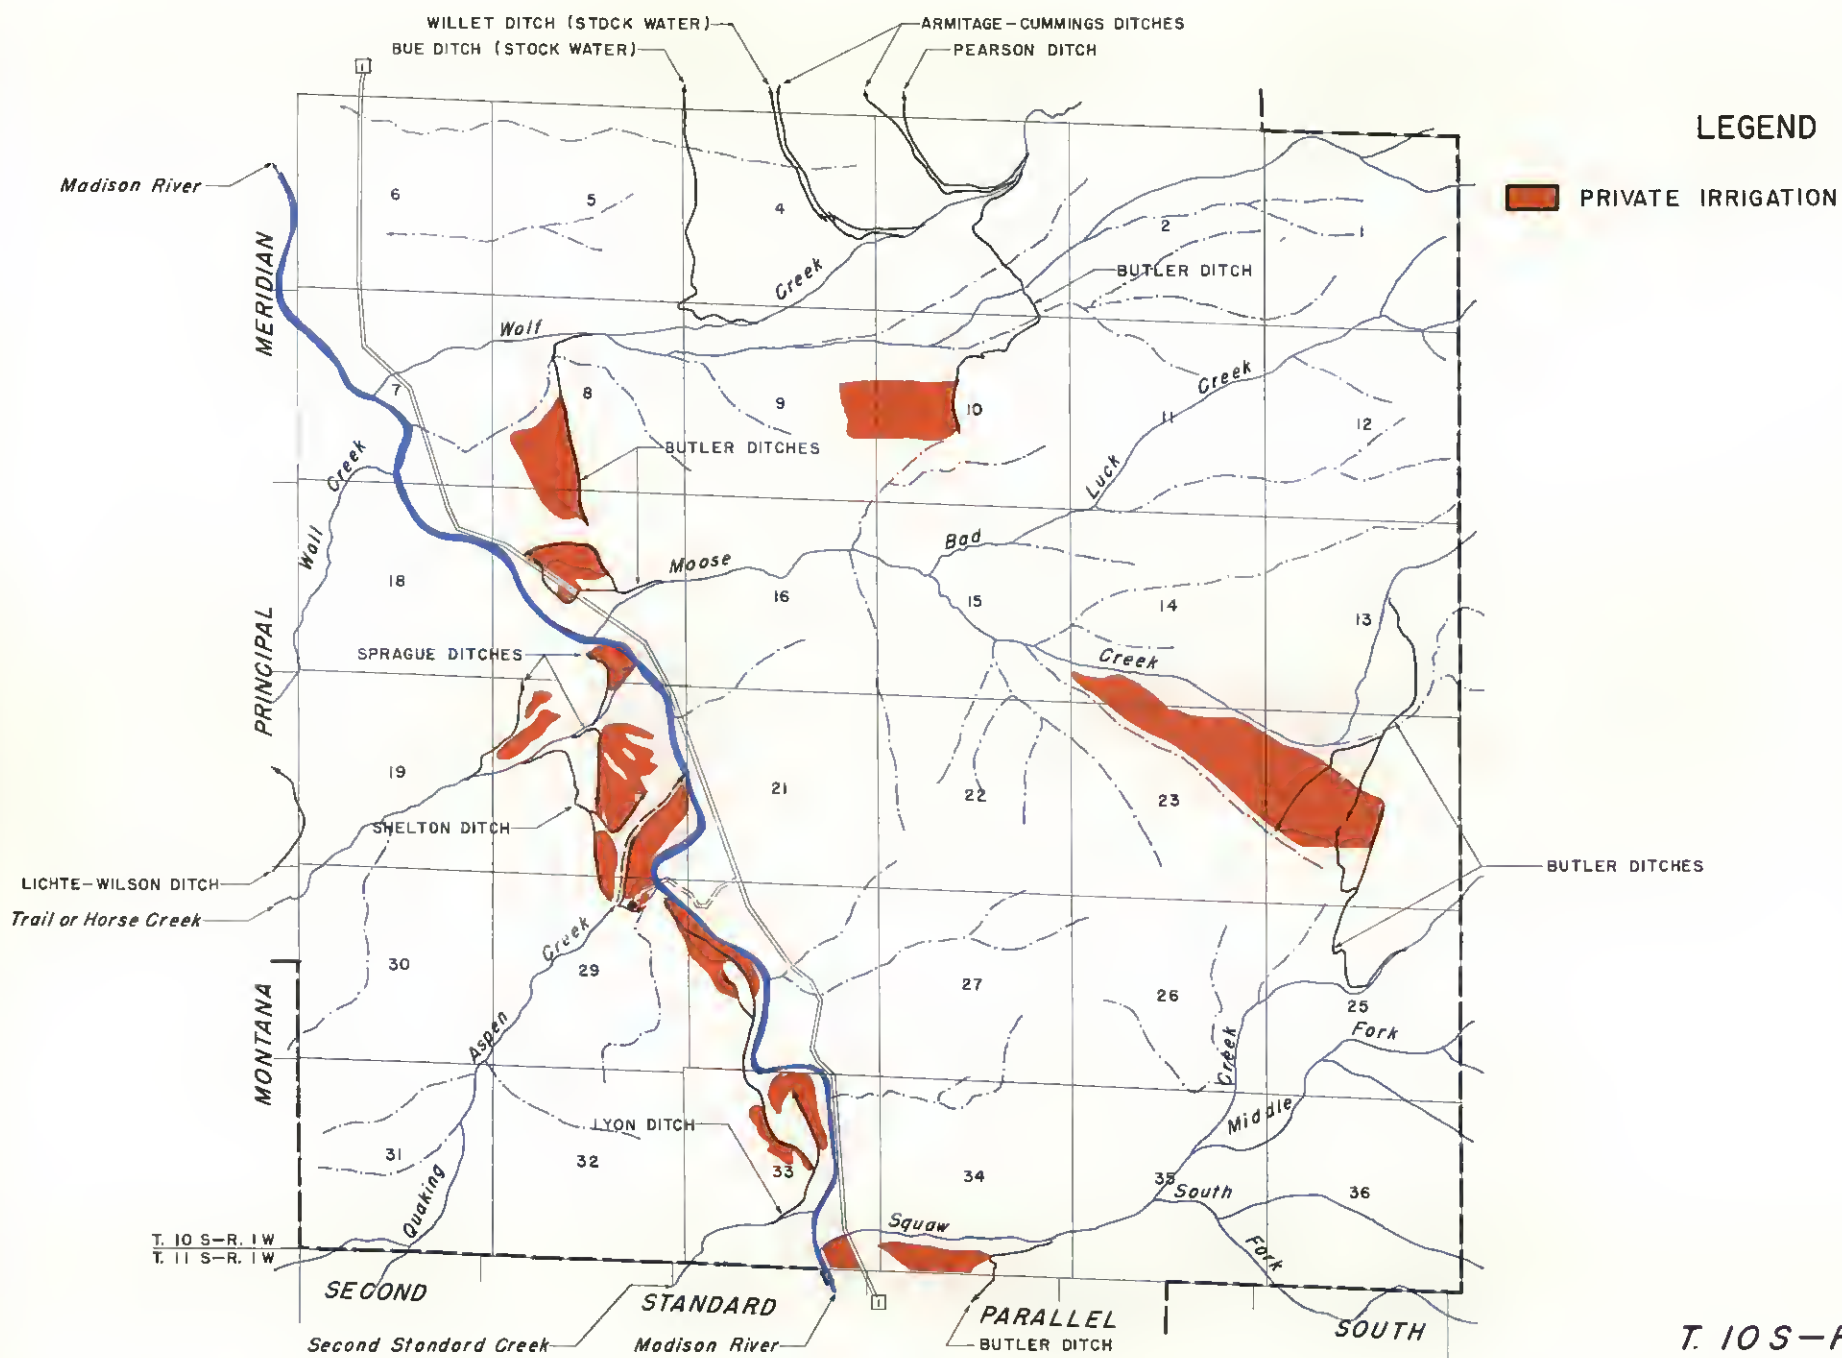 WILLET DITCH (STOCK WATER)
ARMITAGE-CUMMINGS DITCHES
BUE DITCH (STOCK WATER)
PEARSON DITCH
1
LEGEND
PRIVATE IRRIGATION
Madison River
6
5
4
2
1
MERIDIAN
Creek
BUTLER DITCH
Wolf
7
8
9
10
11
12
Creek
Luck
BUTLER DITCHES
Creek
Wall
Moose
Bad
18
16
15
14
13
SPRAGUE DITCHES
Creek
PRINCIPAL
19
21
22
23
SHELTON DITCH
BUTLER DITCHES
LICHTE-WILSON DITCH
Trail or Horse Creek
Creek
30
29
27
26
25
Fork
Aspen
Creek
MONTANA
Middle
LYON DITCH
31
32
33
34
35
36
South
Quaking
Squaw
Fork
T. 10 S-R. 1 W
T. 11 S-R. 1 W
SECOND
STANDARD
PARALLEL
SOUTH
1
Second Standard Creek
Madison River
BUTLER DITCH
T. 10 S-